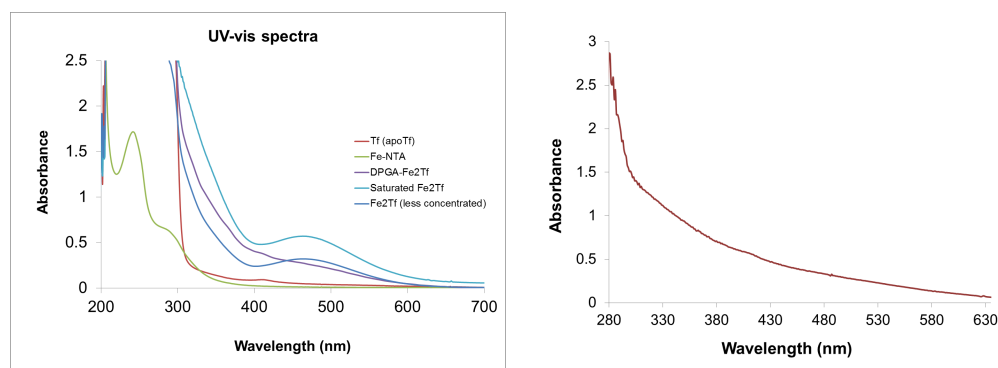 UV-vis spectra
2.5
2
1.5
1
0.5
0
Absorbance
200 300 400 500 600 700
Wavelength (nm)
Tf (apoTf)
Fe-NTA
DPGA-Fe2Tf
Saturated Fe2Tf
Fe2Tf (less concentrated)
3
2.5
2
1.5
1
0.5
0
Absorbance
280 330 380 430 480 530 580 630
Wavelength (nm)